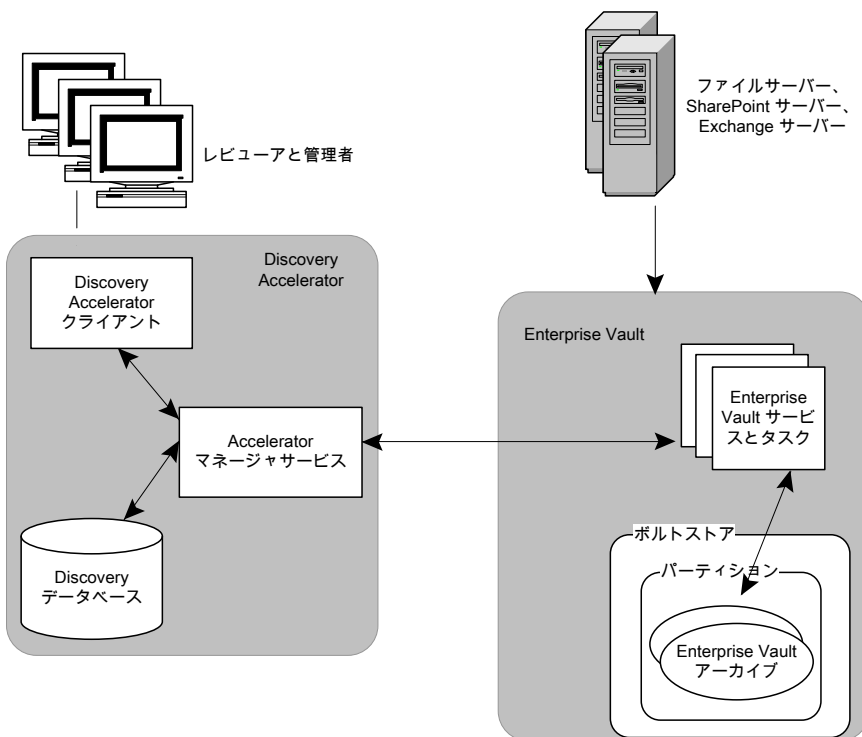 ファイルサーバー、
SharePoint サーバー、
Exchange サーバー
レビューアと管理者
Discovery
Accelerator
Discovery
Accelerator
クライアント
Accelerator
マネージャサービス
Discovery
データベース
Enterprise Vault
Enterprise
Vault サービ
スとタスク
ボルトストア
パーティション
Enterprise Vault
アーカイブ